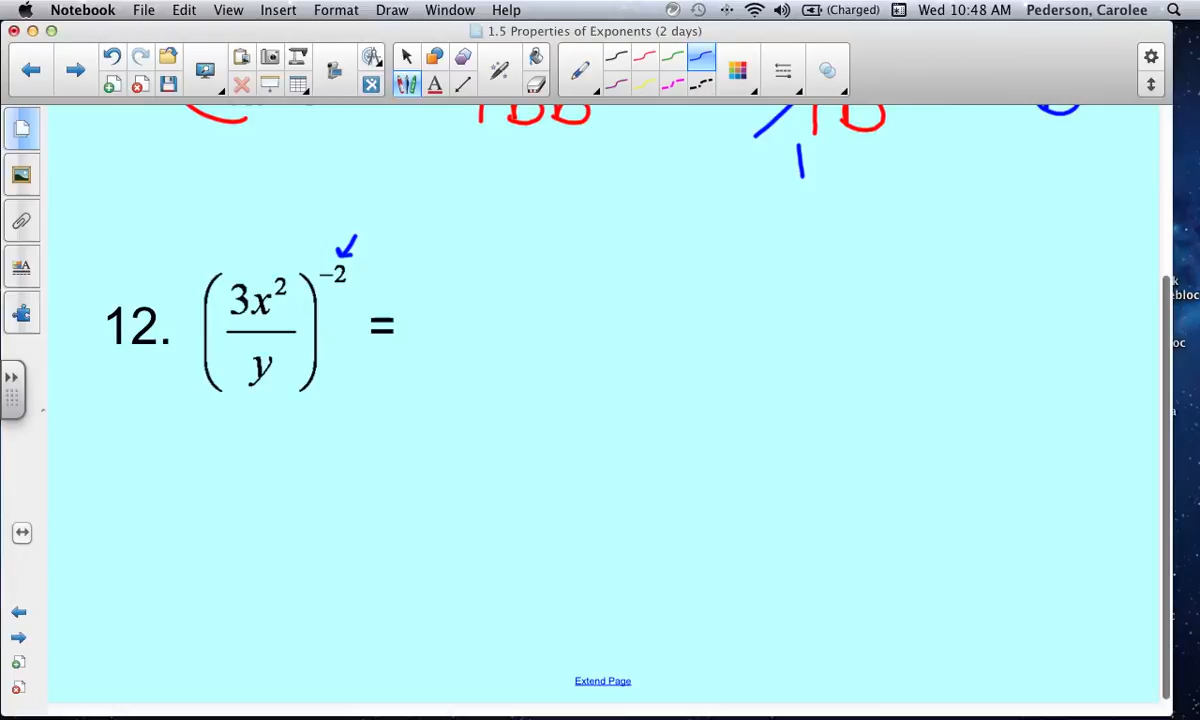 Notebook File Edit View Insert Format Draw Window Help (Charged) Wed 10:48 AM Pederson, Carolee
1.5 Properties of Exponents (2 days)
12. (3x²/y)⁻² =
Extend Page